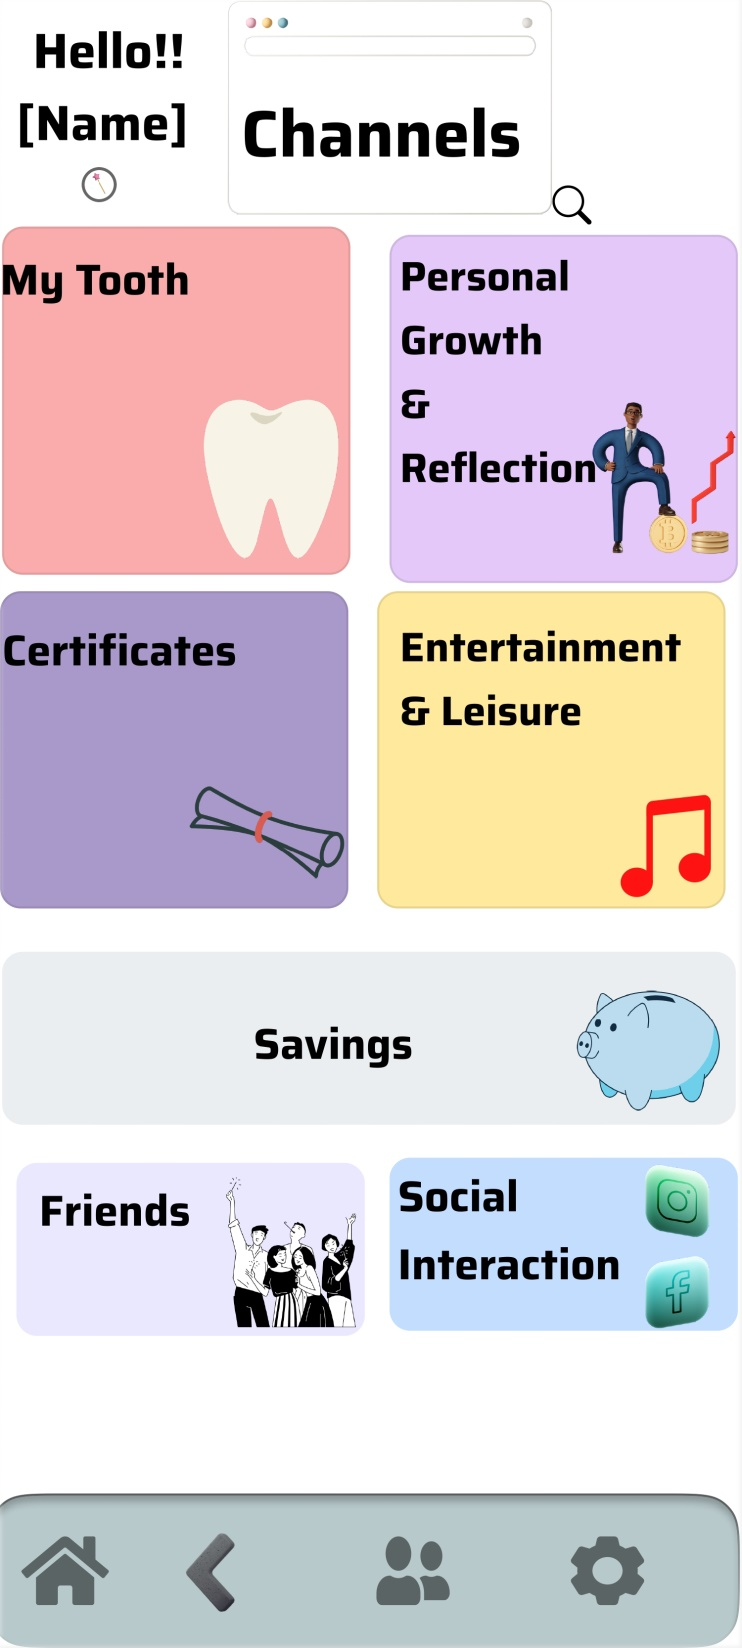 Hello!!
[Name]
Channels
My Tooth
Personal
Growth
&
Reflection
Certificates
Entertainment
& Leisure
Savings
Friends
Social
Interaction